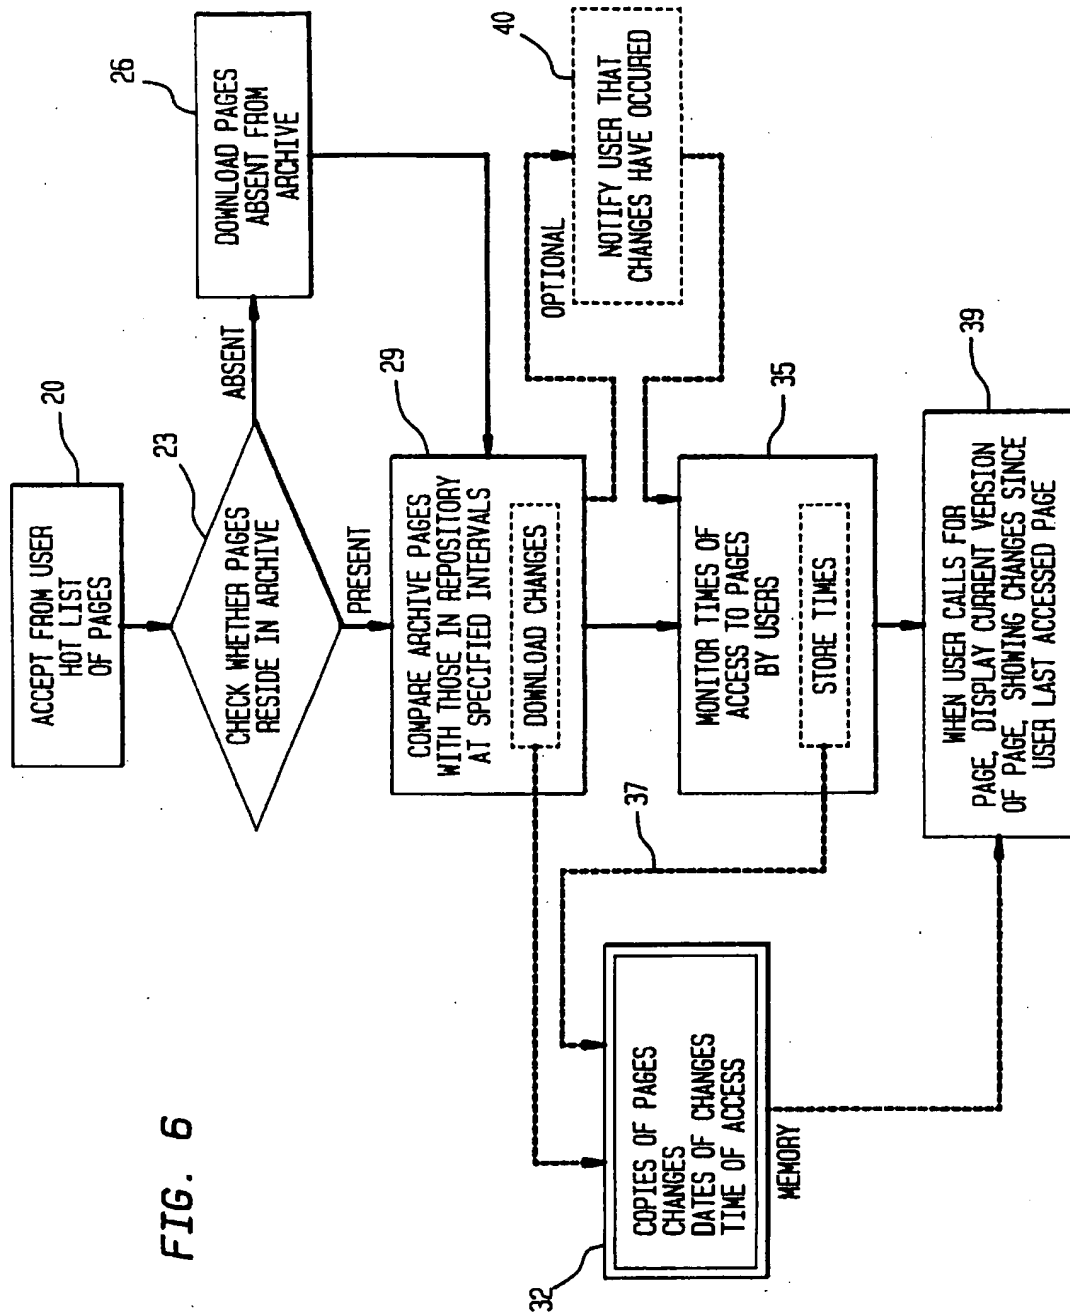 20
ACCEPT FROM USER
HOT LIST
OF PAGES
23
CHECK WHETHER PAGES
RESIDE IN ARCHIVE
ABSENT
26
DOWNLOAD PAGES
ABSENT FROM
ARCHIVE
PRESENT
29
COMPARE ARCHIVE PAGES
WITH THOSE IN REPOSITORY
AT SPECIFIED INTERVALS
DOWNLOAD CHANGES
OPTIONAL
40
NOTIFY USER THAT
CHANGES HAVE OCCURED
35
MONITOR TIMES OF
ACCESS TO PAGES
BY USERS
STORE TIMES
37
32
COPIES OF PAGES
CHANGES
DATES OF CHANGES
TIME OF ACCESS
MEMORY
39
WHEN USER CALLS FOR
PAGE, DISPLAY CURRENT VERSION
OF PAGE, SHOWING CHANGES SINCE
USER LAST ACCESSED PAGE
FIG. 6